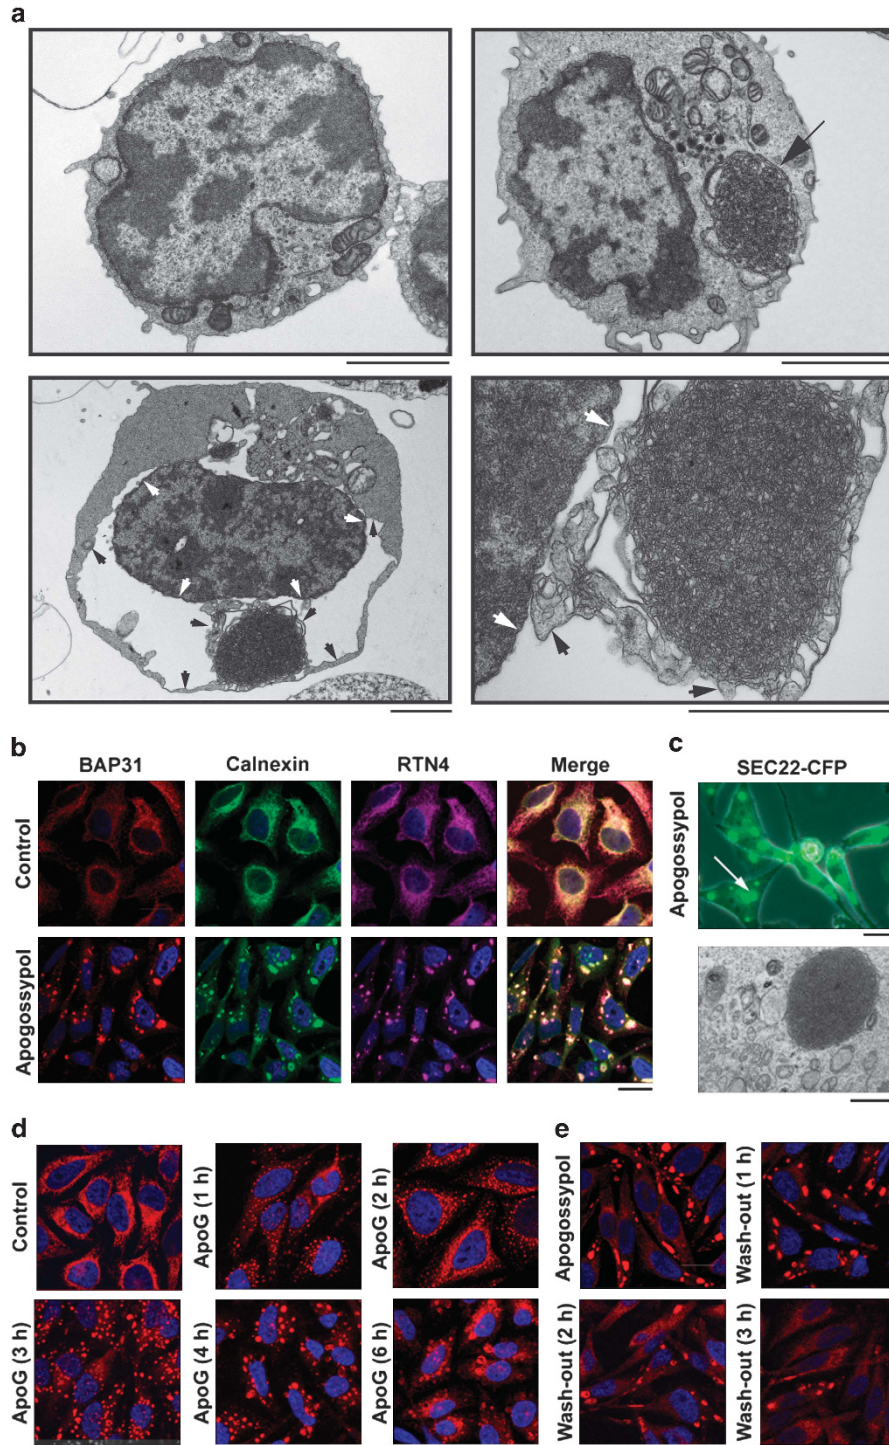 a
b
BAP31 Calnexin RTN4 Merge
Control
Apogossypol
c
SEC22-CFP
Apogossypol
d
Control
ApoG (1 h)
ApoG (2 h)
ApoG (3 h)
ApoG (4 h)
ApoG (6 h)
e
Apogossypol
Wash-out (1 h)
Wash-out (2 h)
Wash-out (3 h)